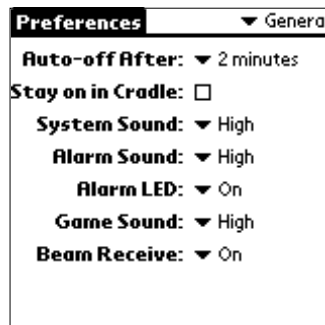 Preferences General
Auto-off After: 2 minutes
Stay on in Cradle:
System Sound: High
Alarm Sound: High
Alarm LED: On
Game Sound: High
Beam Receive: On